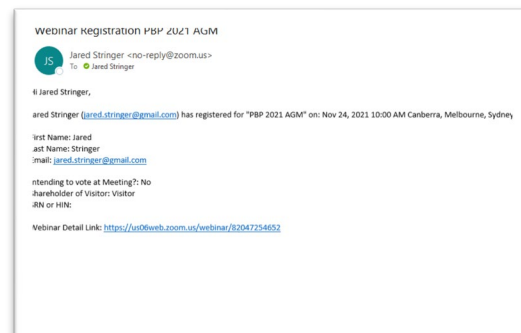 Webinar Registration PBP 2021 AGM
JS
Jared Stringer <no-reply@zoom.us>
To Jared Stringer
Hi Jared Stringer,
Jared Stringer (jared.stringer@gmail.com) has registered for "PBP 2021 AGM" on: Nov 24, 2021 10:00 AM Canberra, Melbourne, Sydney
First Name: Jared
Last Name: Stringer
Email: jared.stringer@gmail.com
Intending to vote at Meeting?: No
Shareholder of Visitor: Visitor
SRN or HIN:
Webinar Detail Link: https://us06web.zoom.us/webinar/82047254652